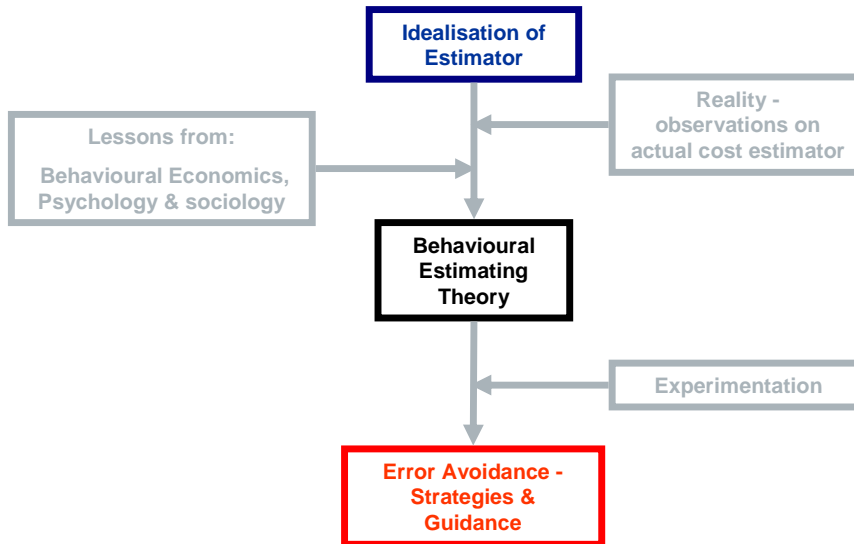 Idealisation of
Estimator
Reality -
observations on
actual cost estimator
Lessons from:
Behavioural Economics,
Psychology & sociology
Behavioural
Estimating
Theory
Experimentation
Error Avoidance -
Strategies &
Guidance